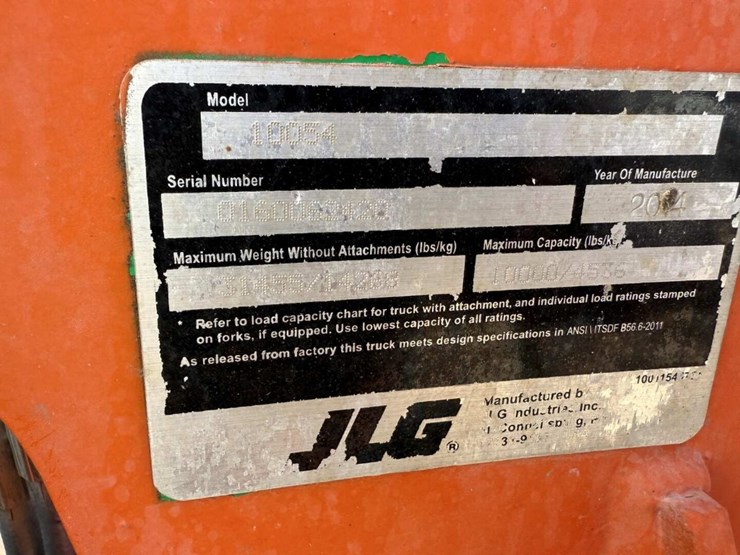 Model
10054
Serial Number
Year Of Manufacture
Maximum Weight Without Attachments (lbs/kg)
Maximum Capacity (lbs/kg)
10000/4536
• Refer to load capacity chart for truck with attachment, and individual load ratings stamped
on forks, if equipped. Use lowest capacity of all ratings.
As released from factory this truck meets design specifications in ANSI \ ITSDF B56.6-2011
JLG ®
Manufactured
Inc.